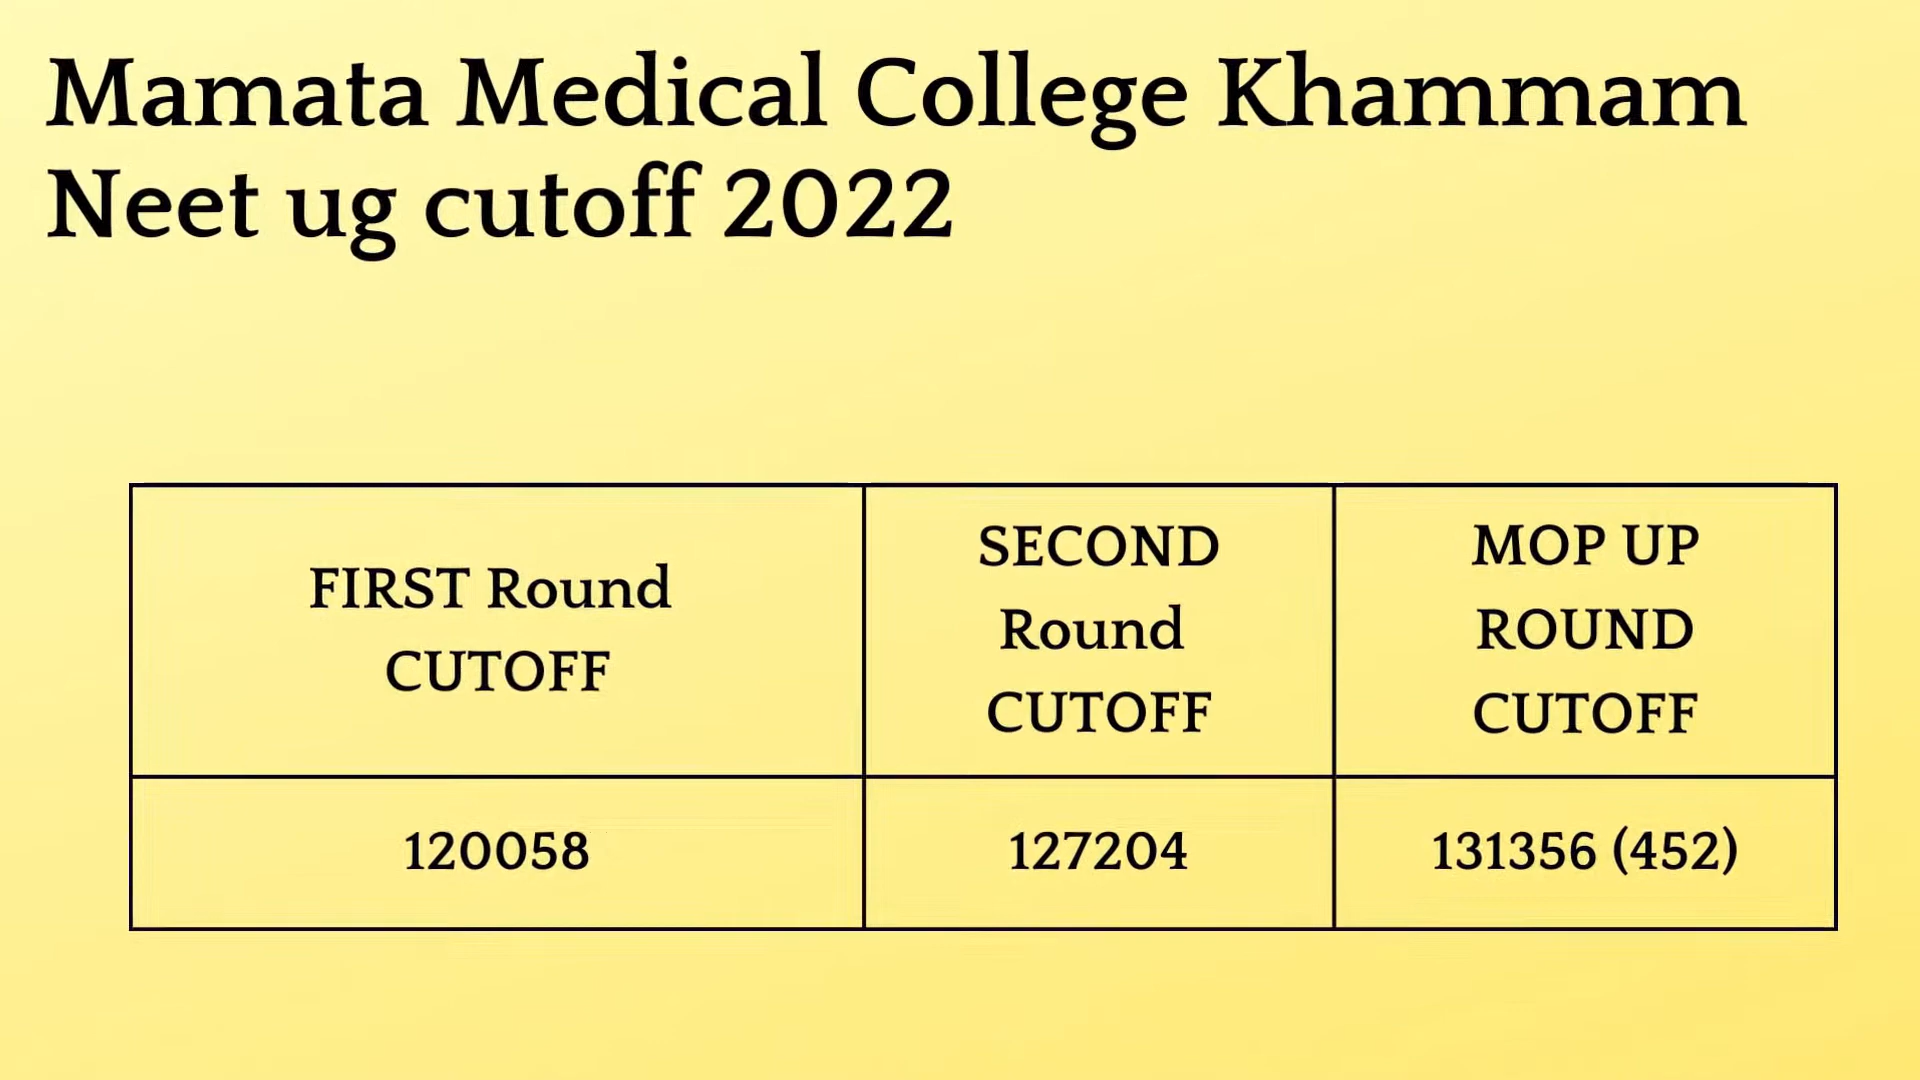 Mamata Medical College Khammam
Neet ug cutoff 2022
FIRST Round
CUTOFF
SECOND
Round
CUTOFF
MOP UP
ROUND
CUTOFF
120058
127204
131356 (452)